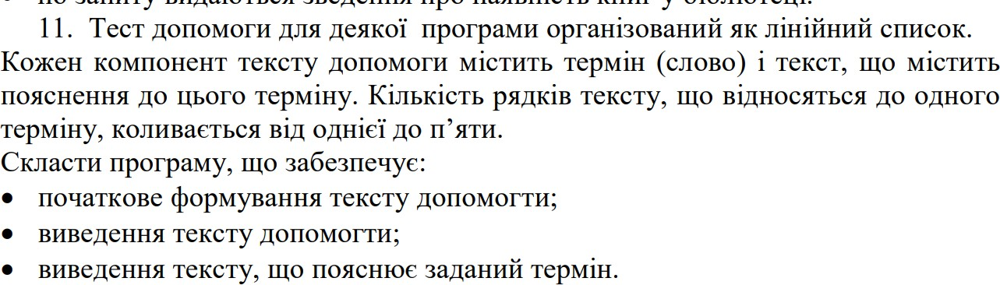 • по запиту видаються зведення про наявність книг у бібліотеці.
11. Тест допомоги для деякої програми організований як лінійний список.
Кожен компонент тексту допомоги містить термін (слово) і текст, що містить
пояснення до цього терміну. Кількість рядків тексту, що відносяться до одного
терміну, коливається від однієї до п’яти.
Скласти програму, що забезпечує:
• початкове формування тексту допомогти;
• виведення тексту допомогти;
• виведення тексту, що пояснює заданий термін.